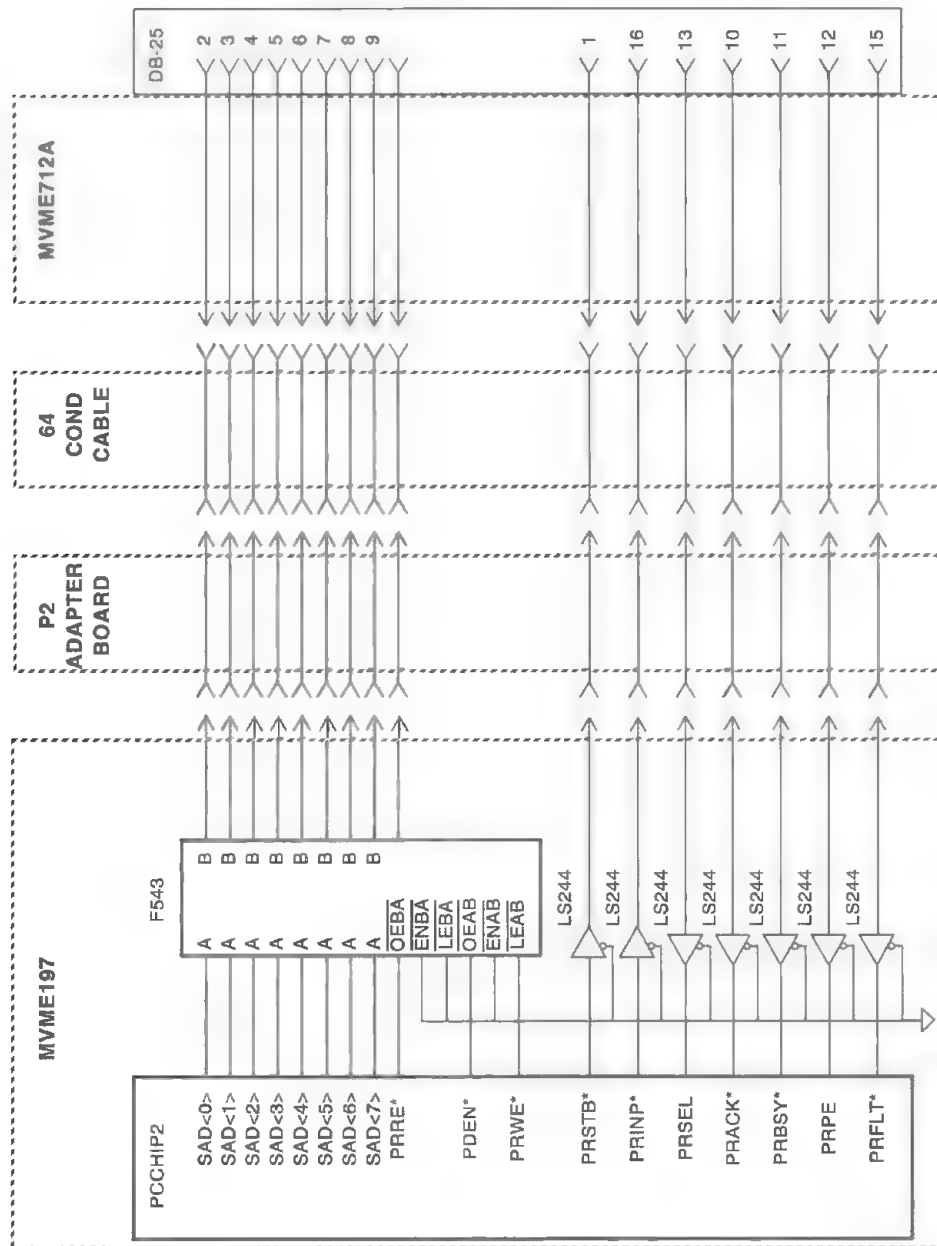 MVME197
P2
ADAPTER
BOARD
64
COND
CABLE
MVME712A
PCCHIP2
F543
DB-25
SAD<0> A B 2
SAD<1> A B 3
SAD<2> A B 4
SAD<3> A B 5
SAD<4> A B 6
SAD<5> A B 7
SAD<6> A B 8
SAD<7> A B 9
PRRE* OEBA
ENBA
LEBA
PDEN* OEAB
ENAB
PRWE* LEAB
PRSTB* LS244 1
PRINP* LS244 16
PRSEL LS244 13
PRACK* LS244 10
PRBSY* LS244 11
PRPE LS244 12
PRFLT* LS244 15